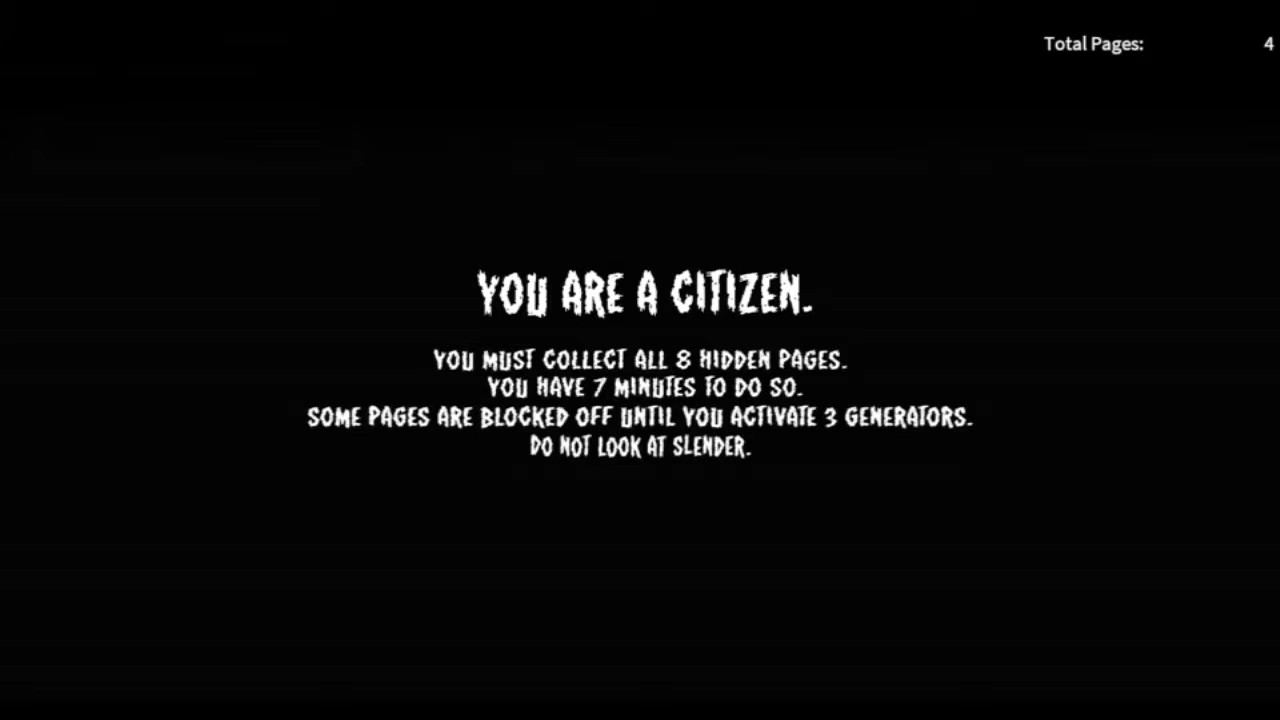 Total Pages: 4
YOU ARE A CITIZEN.
YOU MUST COLLECT ALL 8 HIDDEN PAGES.
YOU HAVE 7 MINUTES TO DO SO.
SOME PAGES ARE BLOCKED OFF UNTIL YOU ACTIVATE 3 GENERATORS.
DO NOT LOOK AT SLENDER.